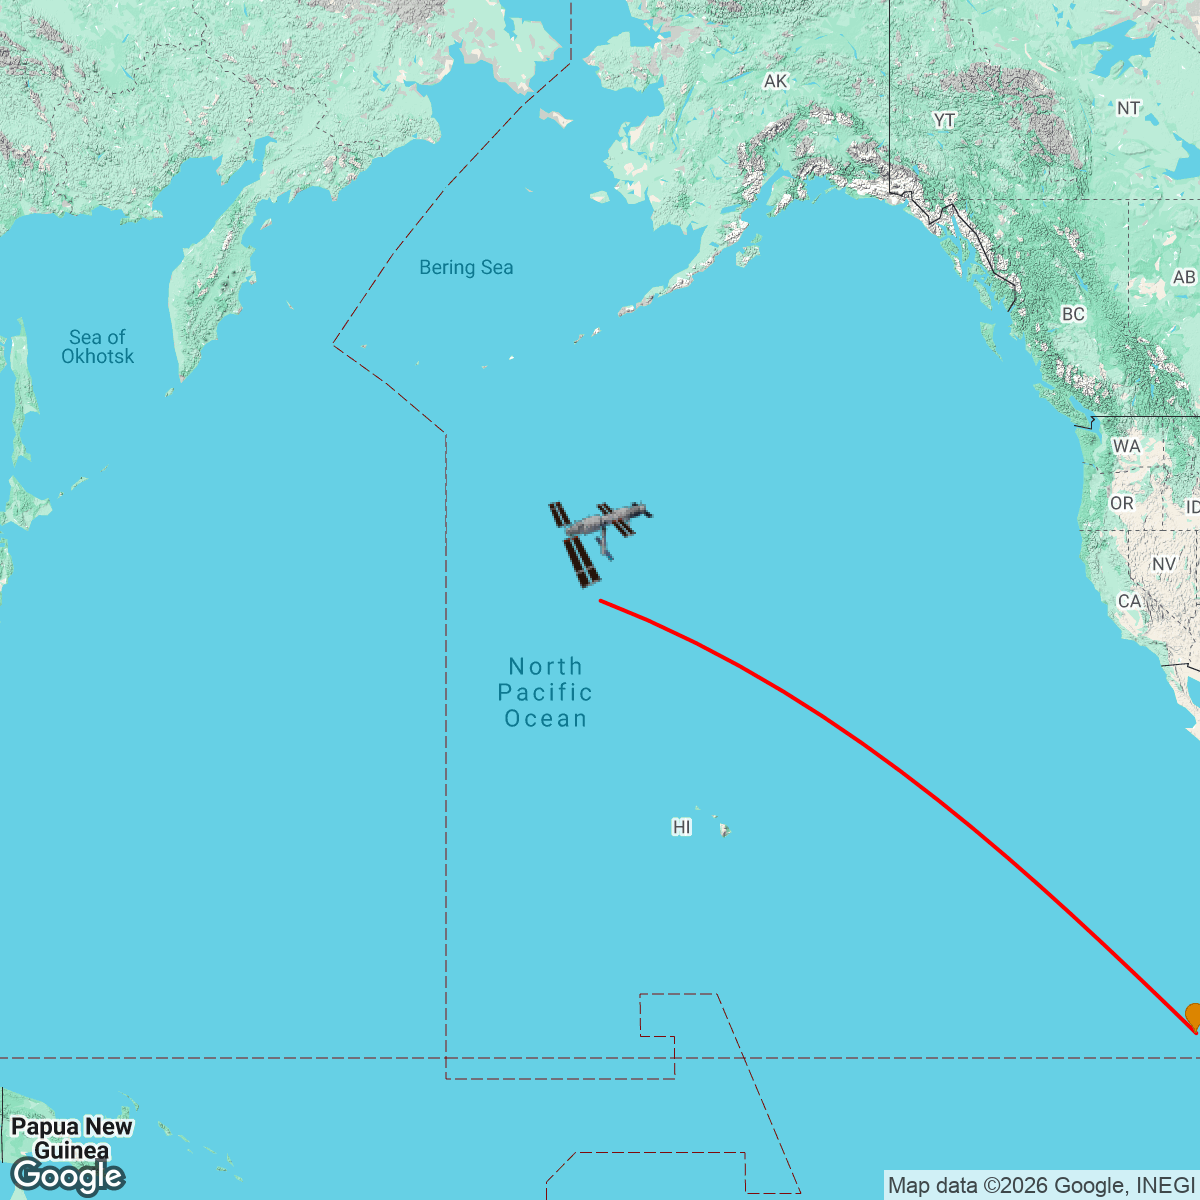 AK
YT
NT
Bering Sea
AB
BC
Sea of
Okhotsk
WA
OR
ID
NV
CA
North
Pacific
Ocean
HI
Papua New
Guinea
Google
Map data ©2026 Google, INEGI